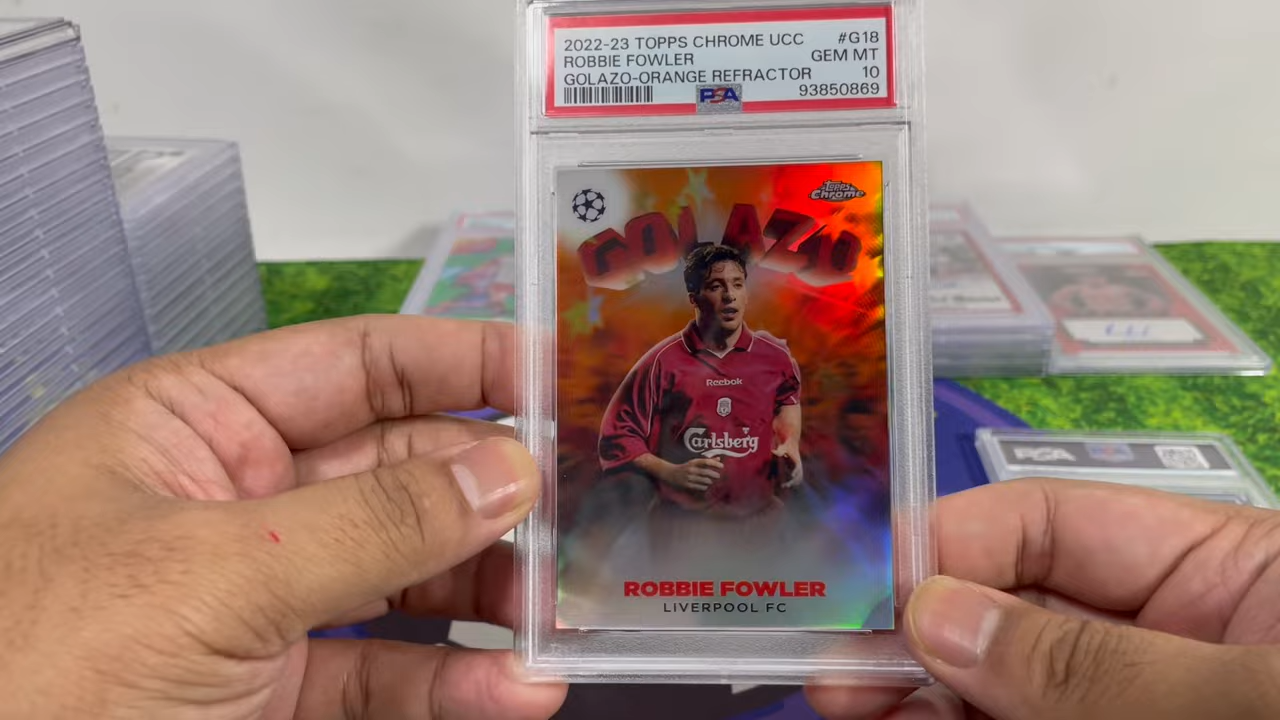 2022-23 TOPPS CHROME UCC #G18
ROBBIE FOWLER GEM MT
GOLAZO-ORANGE REFRACTOR 10
PSA 93850869
Topps
Chrome
GOLAZO
Reebok
Carlsberg
ROBBIE FOWLER
LIVERPOOL FC
PSA